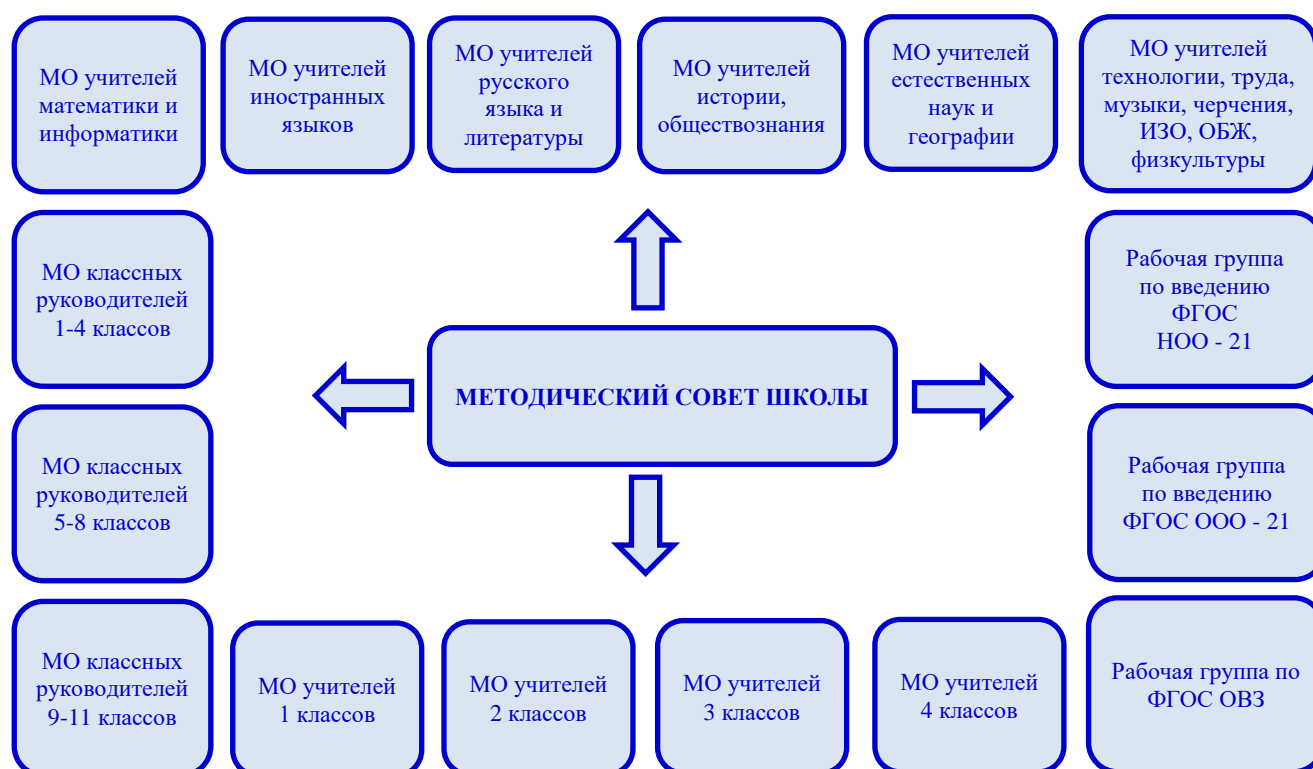 МО учителей
математики и
информатики
МО учителей
иностранных
языков
МО учителей
русского
языка и
литературы
МО учителей
истории,
обществознания
МО учителей
естественных
наук и
географии
МО учителей
технологии, труда,
музыки, черчения,
ИЗО, ОБЖ,
физкультуры
МО классных
руководителей
1-4 классов
Рабочая группа
по введению
ФГОС
НОО - 21
МЕТОДИЧЕСКИЙ СОВЕТ ШКОЛЫ
МО классных
руководителей
5-8 классов
Рабочая группа
по введению
ФГОС ООО - 21
МО классных
руководителей
9-11 классов
МО учителей
1 классов
МО учителей
2 классов
МО учителей
3 классов
МО учителей
4 классов
Рабочая группа по
ФГОС ОВЗ